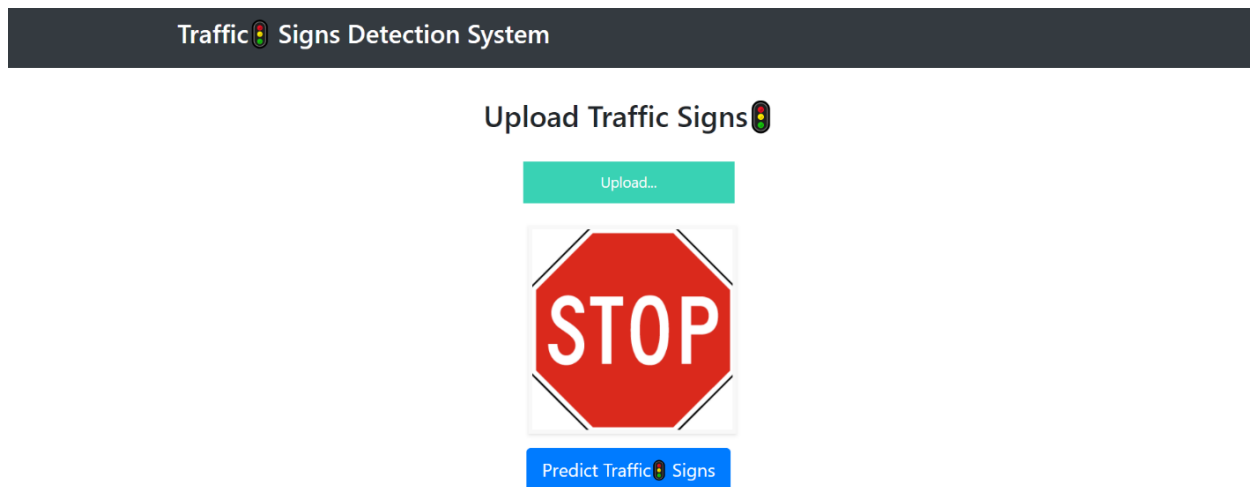 Traffic🚦 Signs Detection System
Upload Traffic Signs🚦
Upload...
STOP
Predict Traffic🚦 Signs